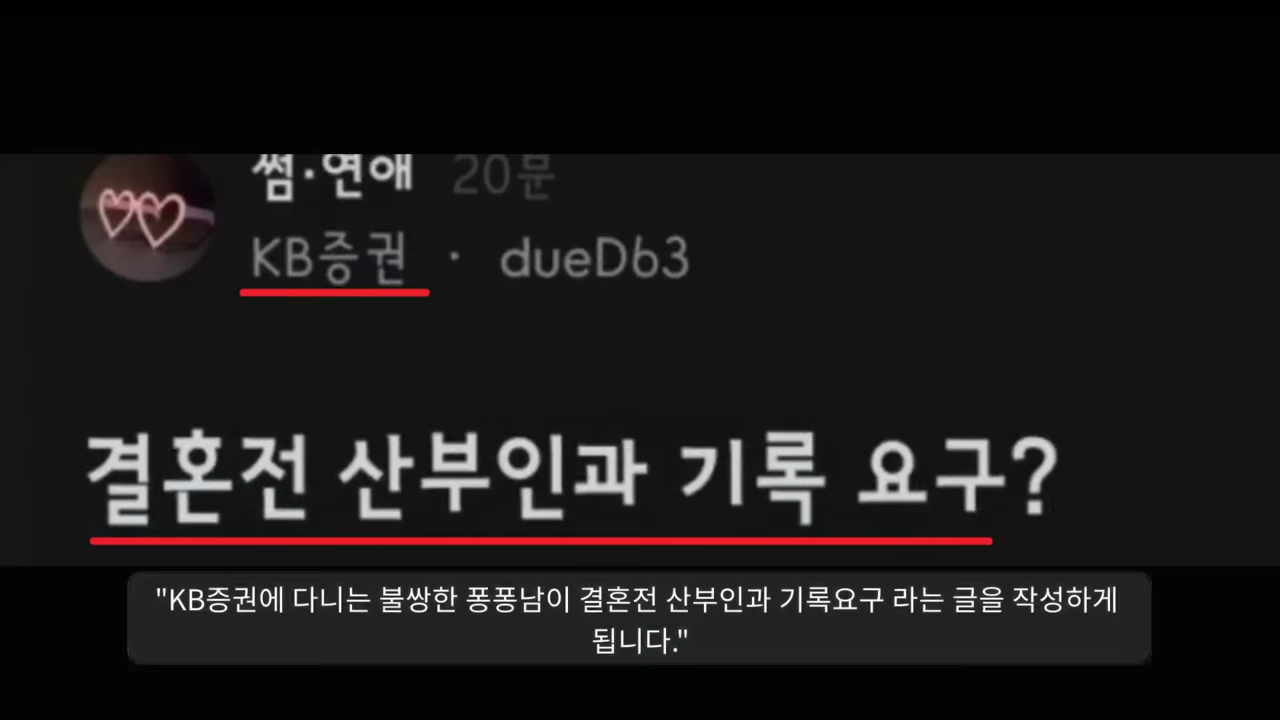 썸·연애 20분
KB증권 · dueD63
결혼전 산부인과 기록 요구?
"KB증권에 다니는 불쌍한 퐁퐁남이 결혼전 산부인과 기록요구 라는 글을 작성하게
됩니다."